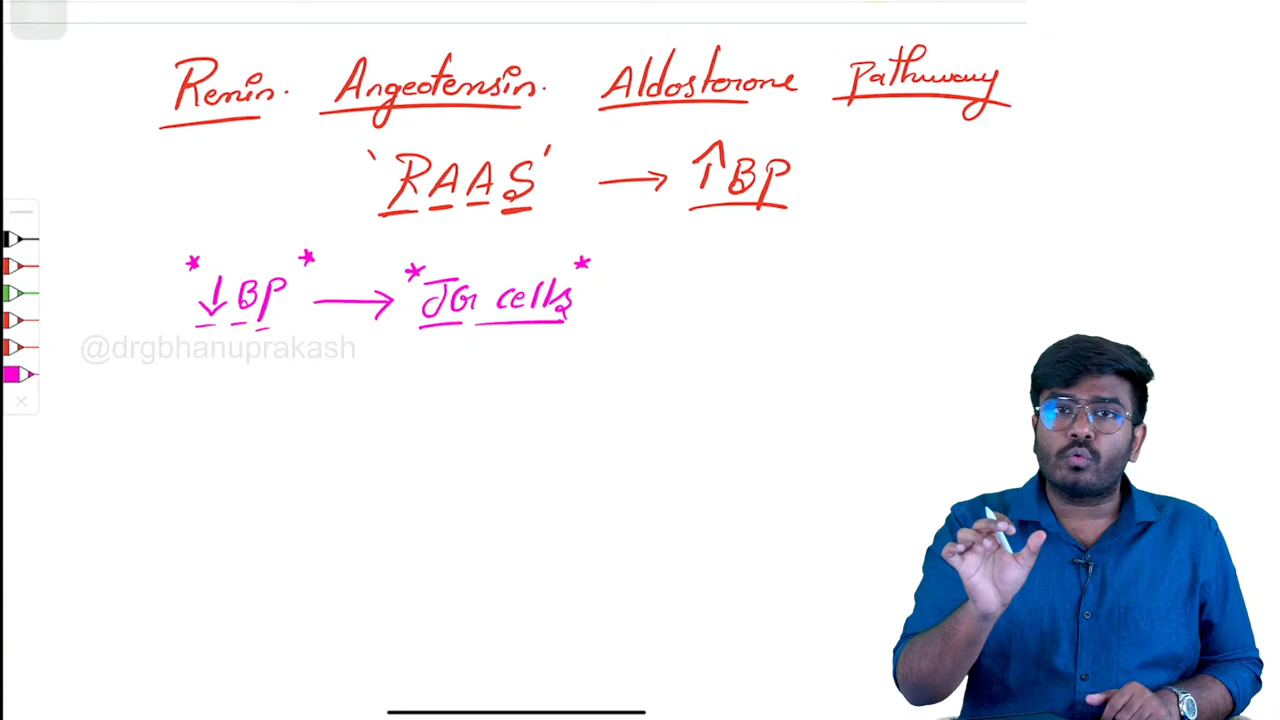 Renin. Angeotensin. Aldosterone Pathway
'RAAS' → ↑BP
*↓BP* → *JG cells*
@drgbhanuprakash